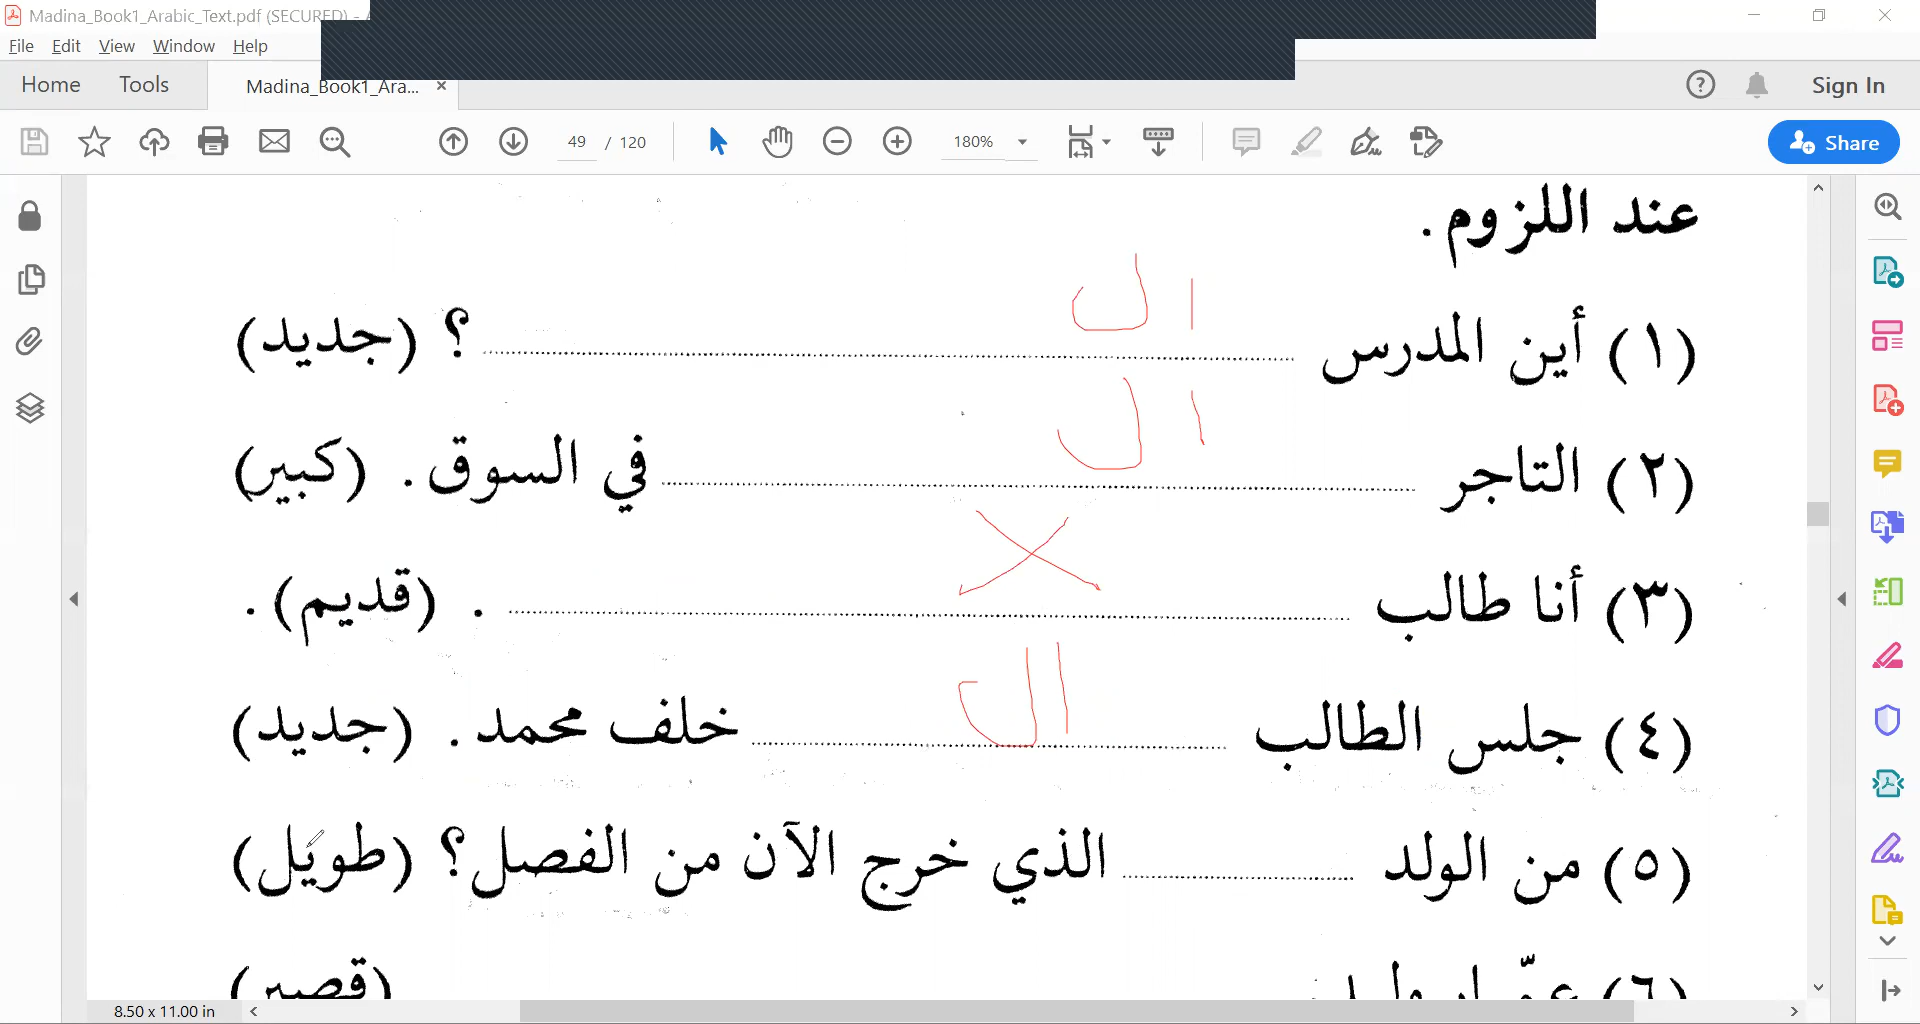 Madina_Book1_Arabic_Text.pdf (SECURED) -
File Edit View Window Help
Home Tools Madina_Book1_Ara... × Sign In
49 / 120 180% Share
عند اللزوم .
ال
(١) أين المدرس ........ ؟ (جديد)
ال
(٢) التاجر ........ في السوق . (كبير)
(٣) أنا طالب ........ . (قديم) .
ال
(٤) جلس الطالب ........ خلف محمد . (جديد)
(٥) من الولد ........ الذي خرج الآن من الفصل؟ (طويل)
8.50 x 11.00 in